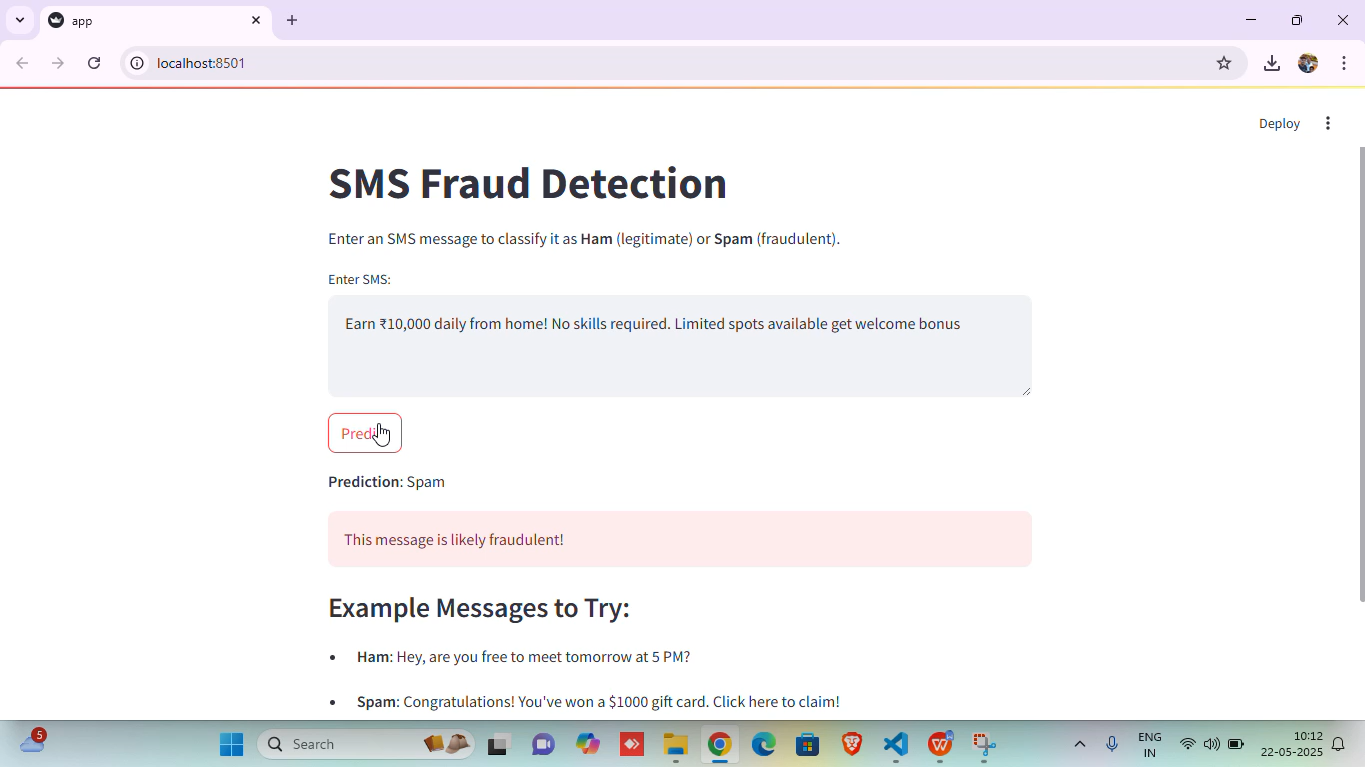 app
localhost:8501
Deploy
SMS Fraud Detection
Enter an SMS message to classify it as Ham (legitimate) or Spam (fraudulent).
Enter SMS:
Earn ₹10,000 daily from home! No skills required. Limited spots available get welcome bonus
Prediction: Spam
This message is likely fraudulent!
Example Messages to Try:
• Ham: Hey, are you free to meet tomorrow at 5 PM?
• Spam: Congratulations! You've won a $1000 gift card. Click here to claim!
5
Search
ENG
IN
10:12
22-05-2025